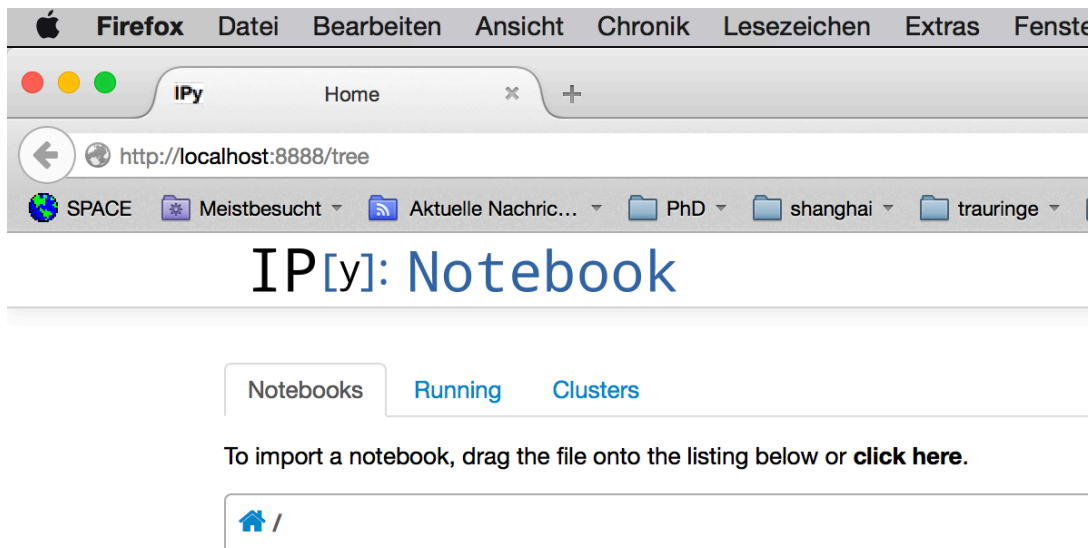 Firefox Datei Bearbeiten Ansicht Chronik Lesezeichen Extras
IPy Home
http://localhost:8888/tree
SPACE Meistbesucht Aktuelle Nachric... PhD shanghai trauringe
IP[y]: Notebook
Notebooks Running Clusters
To import a notebook, drag the file onto the listing below or click here.
/